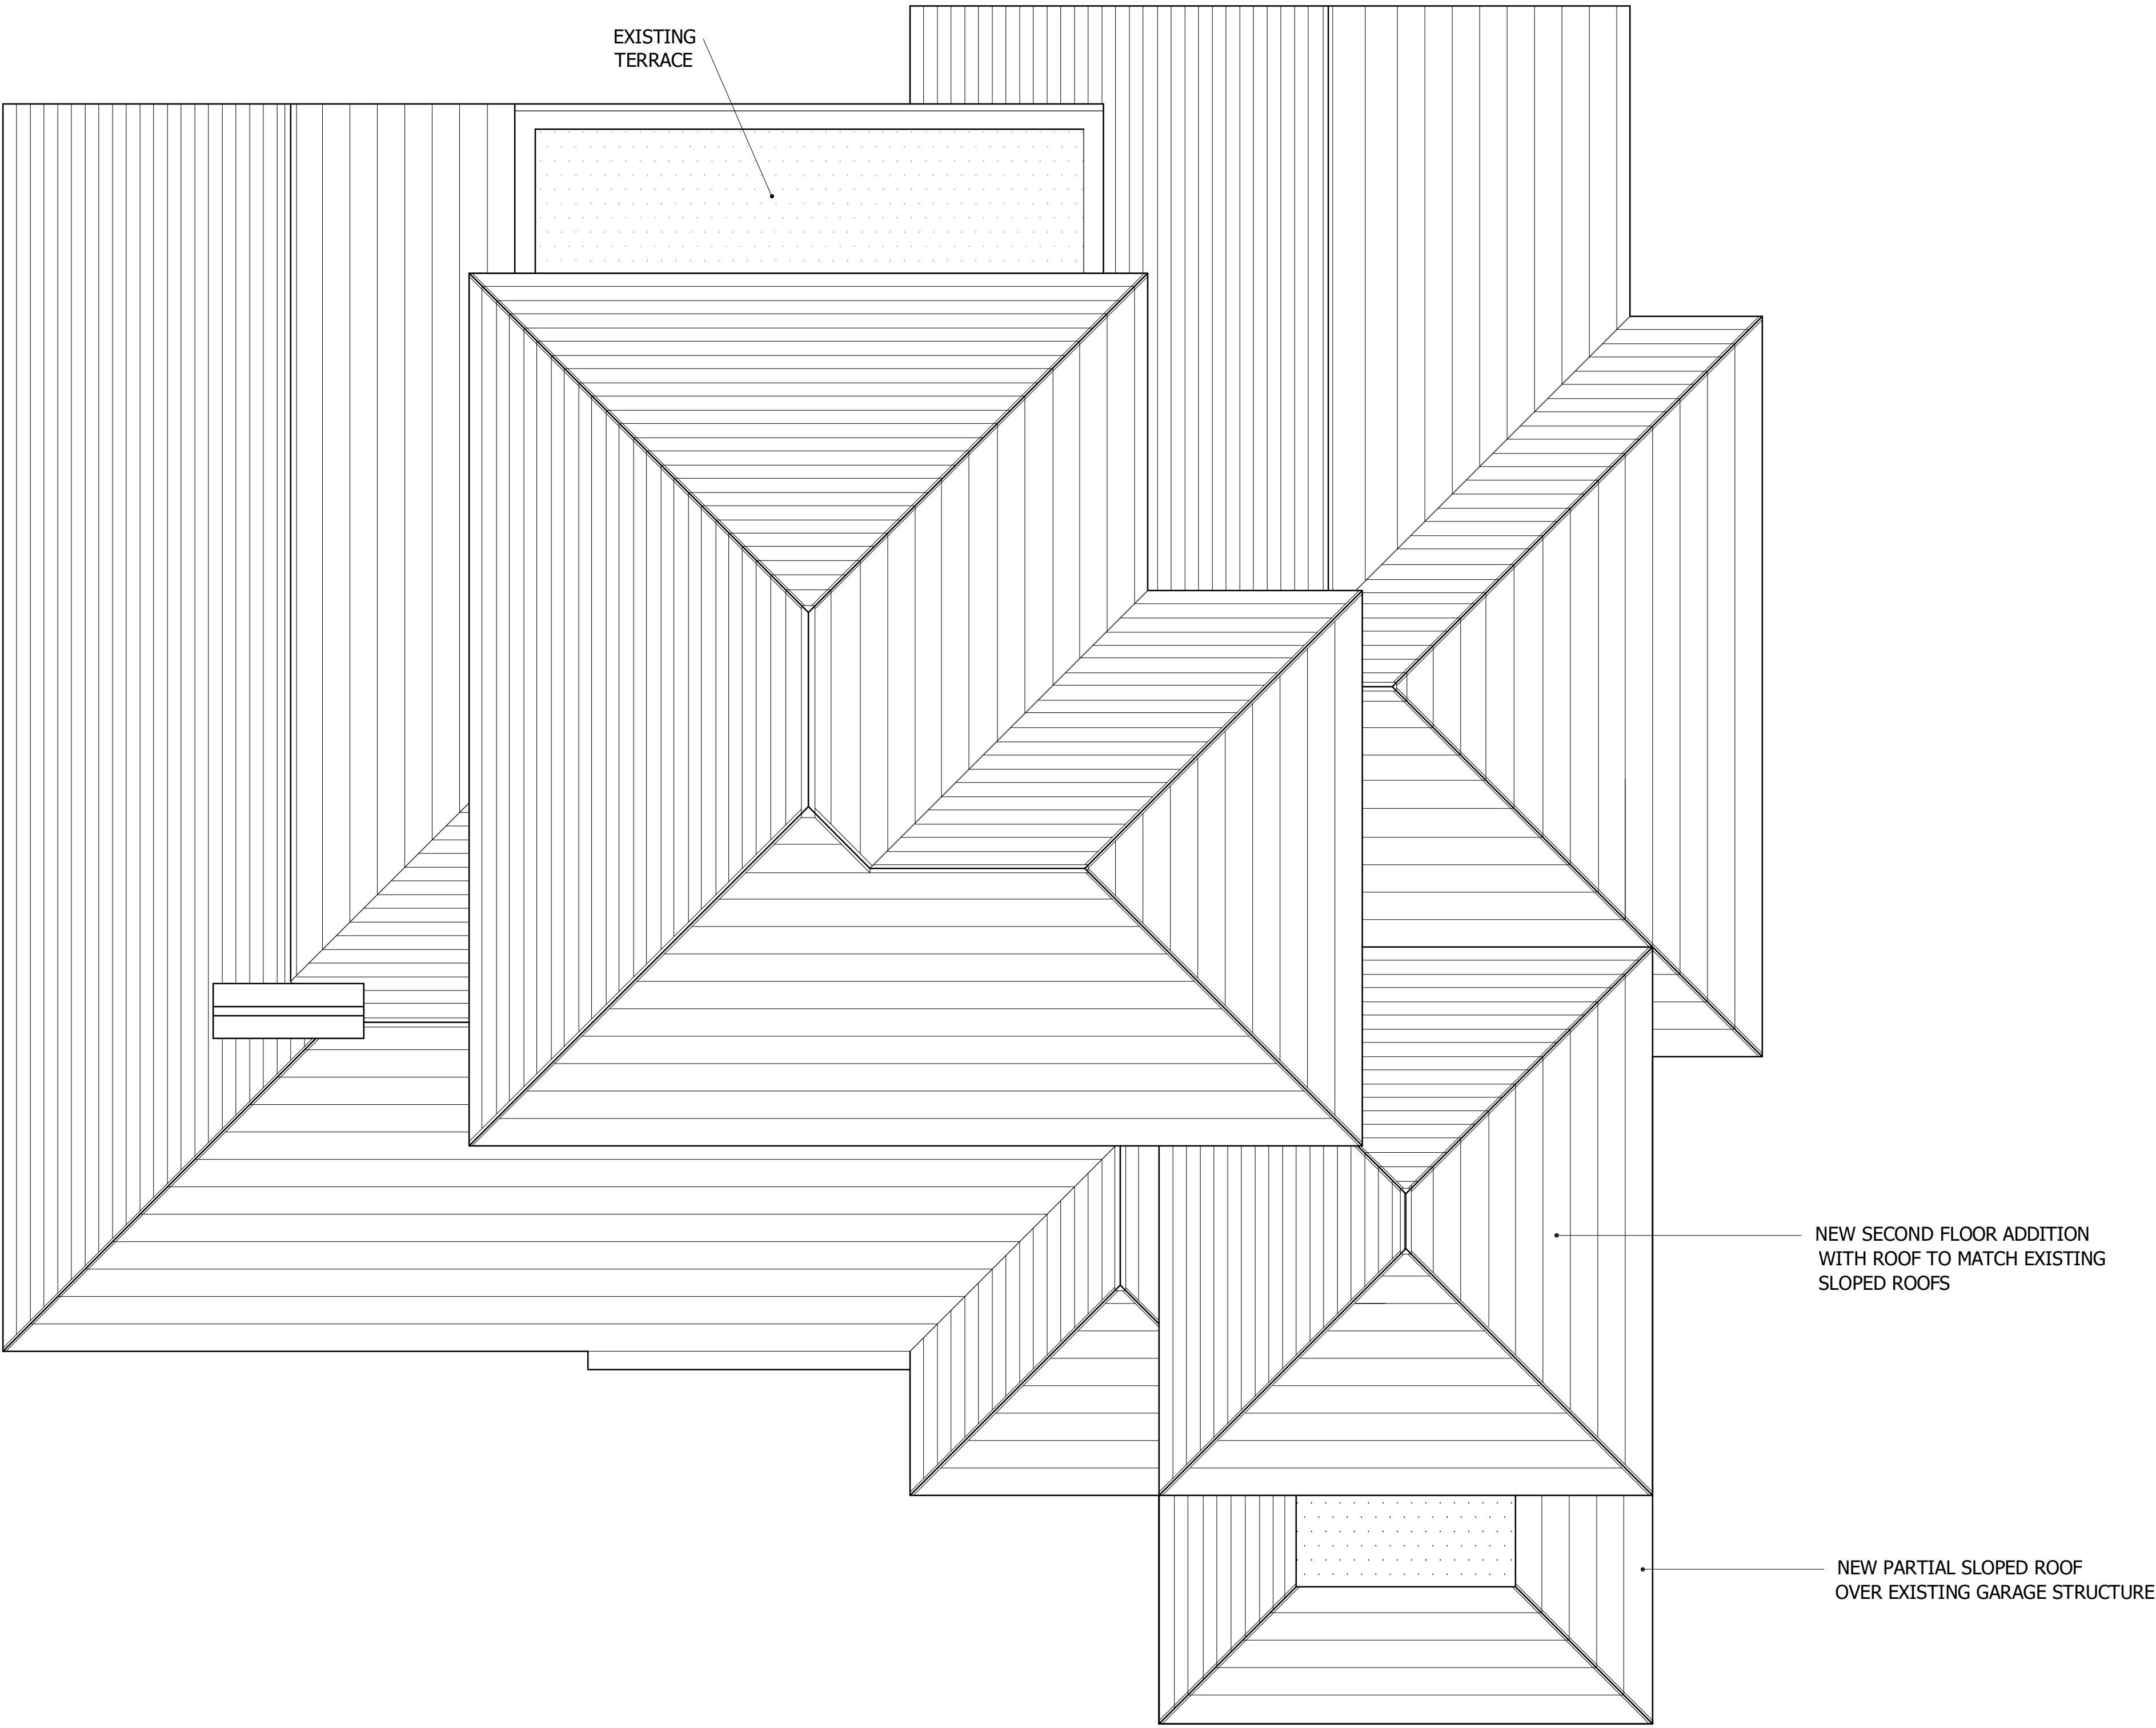 EXISTING
TERRACE
NEW SECOND FLOOR ADDITION
WITH ROOF TO MATCH EXISTING
SLOPED ROOFS
NEW PARTIAL SLOPED ROOF
OVER EXISTING GARAGE STRUCTURE